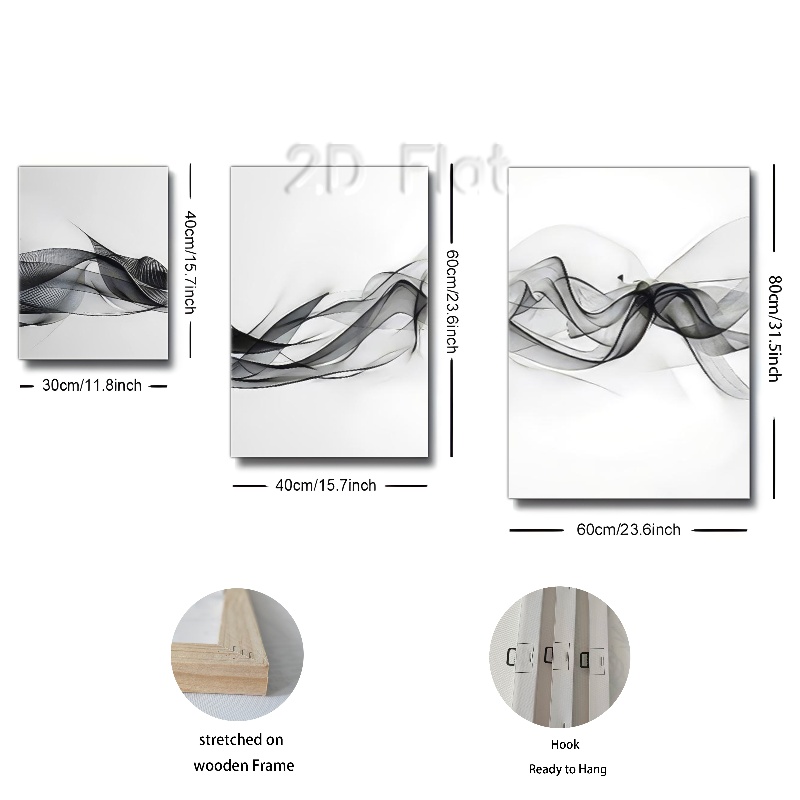 2D Flat
40cm/15.7inch
60cm/23.6inch
80cm/31.5inch
30cm/11.8inch
40cm/15.7inch
60cm/23.6inch
stretched on
wooden Frame
Hook
Ready to Hang